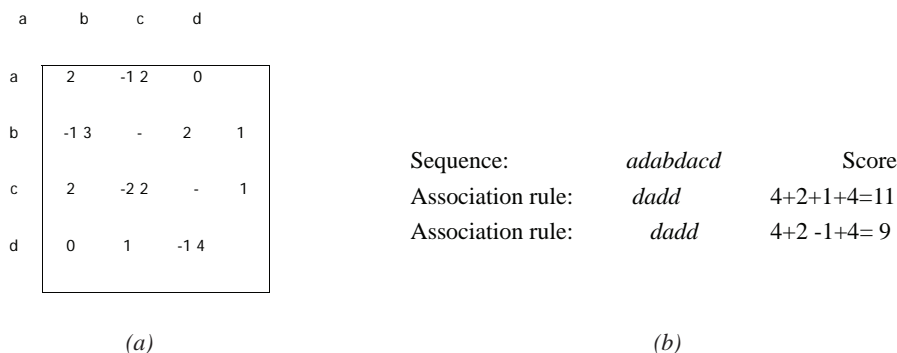 a b c d
a 2 -1 2 0
b -1 3 - 2 1
c 2 -2 2 - 1
d 0 1 -1 4
(a)
Sequence: adabdacd Score
Association rule: dadd 4+2+1+4=11
Association rule: dadd 4+2 -1+4= 9
(b)